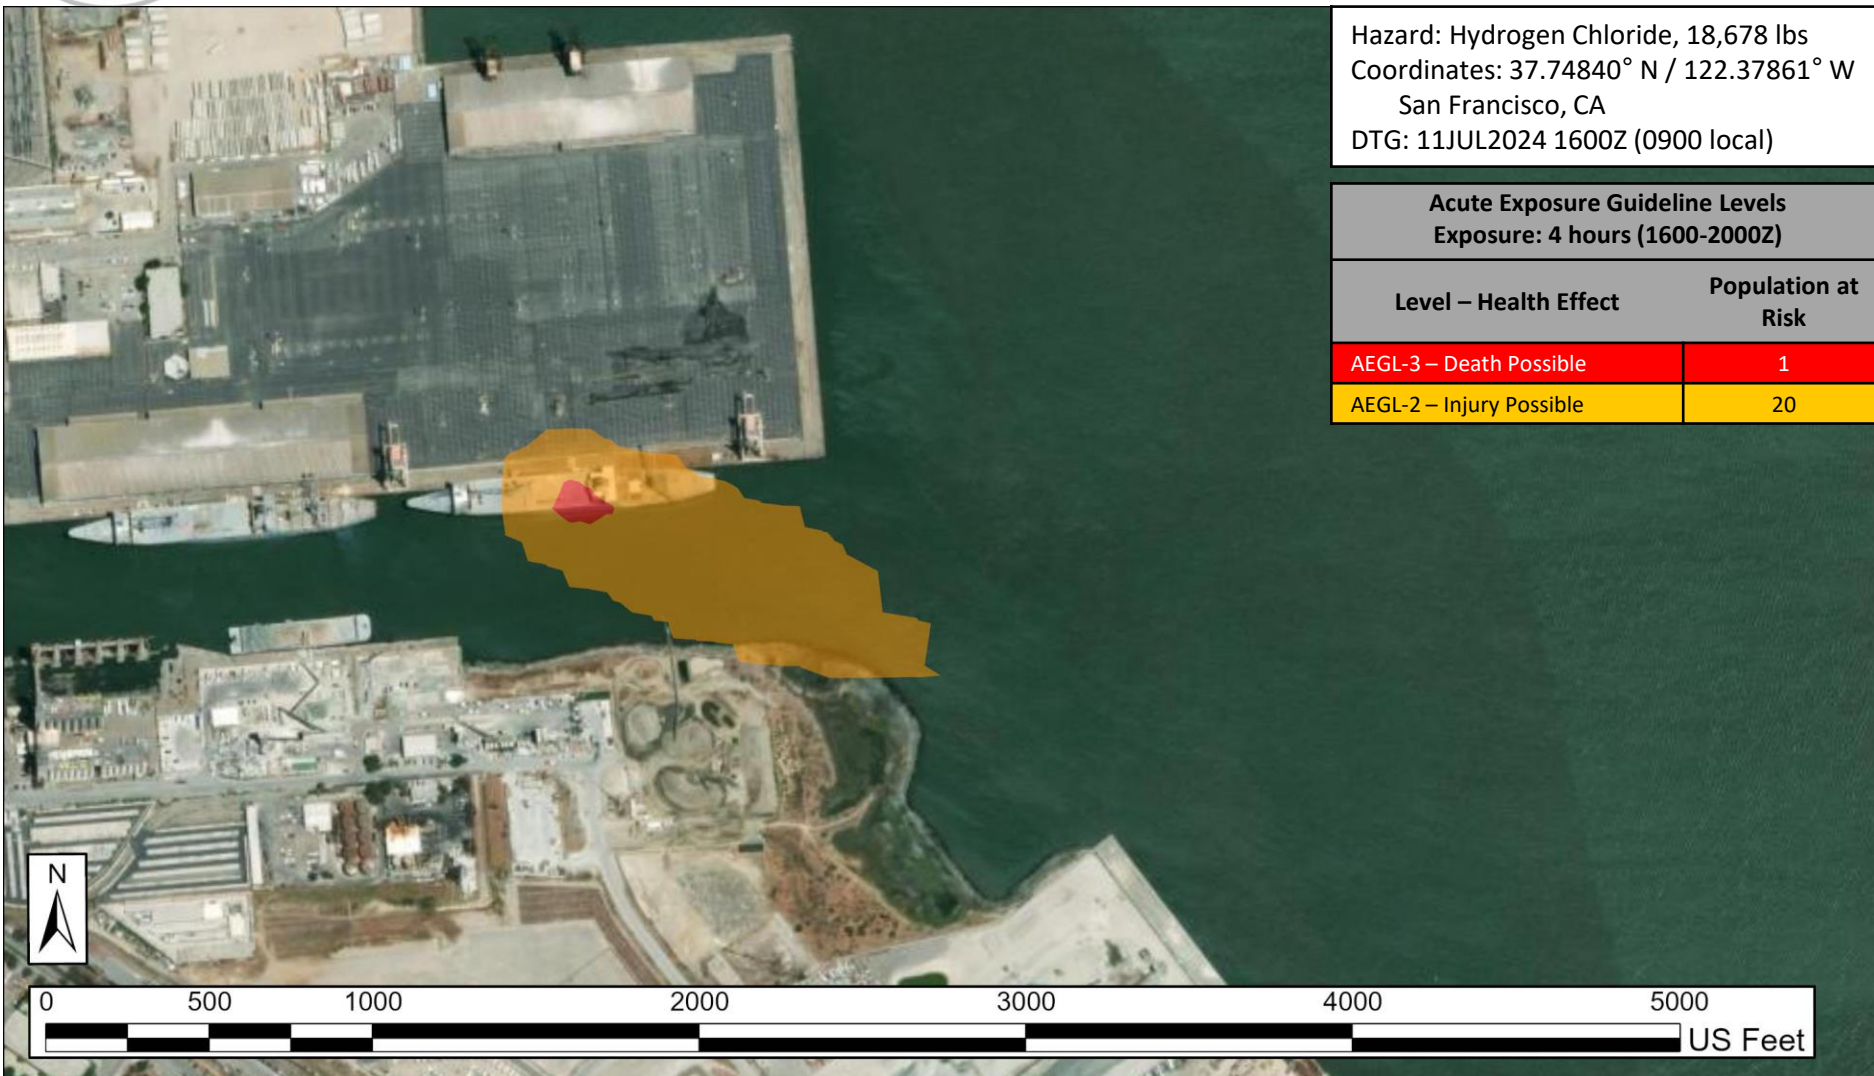 Hazard: Hydrogen Chloride, 18,678 lbs
Coordinates: 37.74840° N / 122.37861° W
San Francisco, CA
DTG: 11JUL2024 1600Z (0900 local)
Acute Exposure Guideline Levels
Exposure: 4 hours (1600-2000Z)
Level – Health Effect
Population at
Risk
AEGL-3 – Death Possible 1
AEGL-2 – Injury Possible 20
N
0 500 1000 2000 3000 4000 5000
US Feet